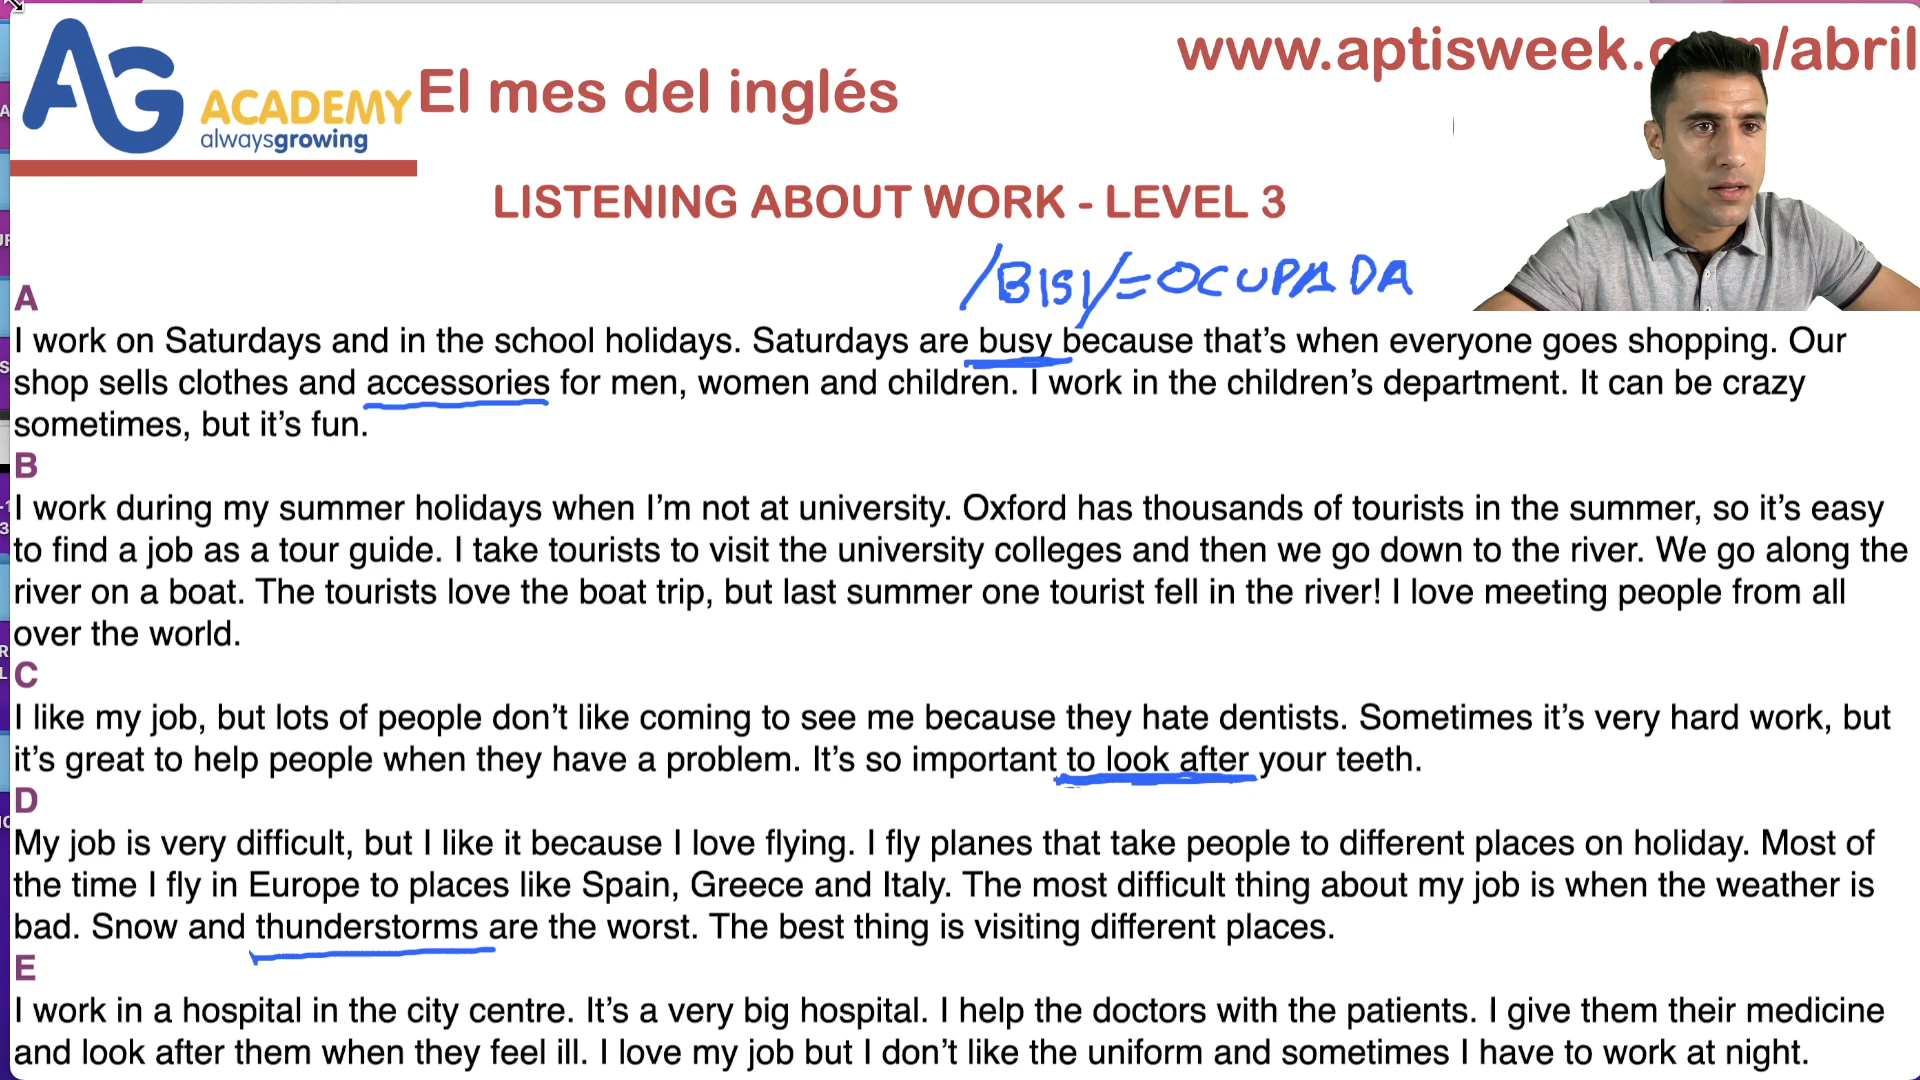 www.aptisweek. m/abril
AG ACADEMY
alwaysgrowing
El mes del inglés
LISTENING ABOUT WORK - LEVEL 3
/BISY/=OCUPADA
A
I work on Saturdays and in the school holidays. Saturdays are busy because that’s when everyone goes shopping. Our
shop sells clothes and accessories for men, women and children. I work in the children’s department. It can be crazy
sometimes, but it’s fun.
B
I work during my summer holidays when I’m not at university. Oxford has thousands of tourists in the summer, so it’s easy
to find a job as a tour guide. I take tourists to visit the university colleges and then we go down to the river. We go along the
river on a boat. The tourists love the boat trip, but last summer one tourist fell in the river! I love meeting people from all
over the world.
C
I like my job, but lots of people don’t like coming to see me because they hate dentists. Sometimes it’s very hard work, but
it’s great to help people when they have a problem. It’s so important to look after your teeth.
D
My job is very difficult, but I like it because I love flying. I fly planes that take people to different places on holiday. Most of
the time I fly in Europe to places like Spain, Greece and Italy. The most difficult thing about my job is when the weather is
bad. Snow and thunderstorms are the worst. The best thing is visiting different places.
E
I work in a hospital in the city centre. It’s a very big hospital. I help the doctors with the patients. I give them their medicine
and look after them when they feel ill. I love my job but I don’t like the uniform and sometimes I have to work at night.